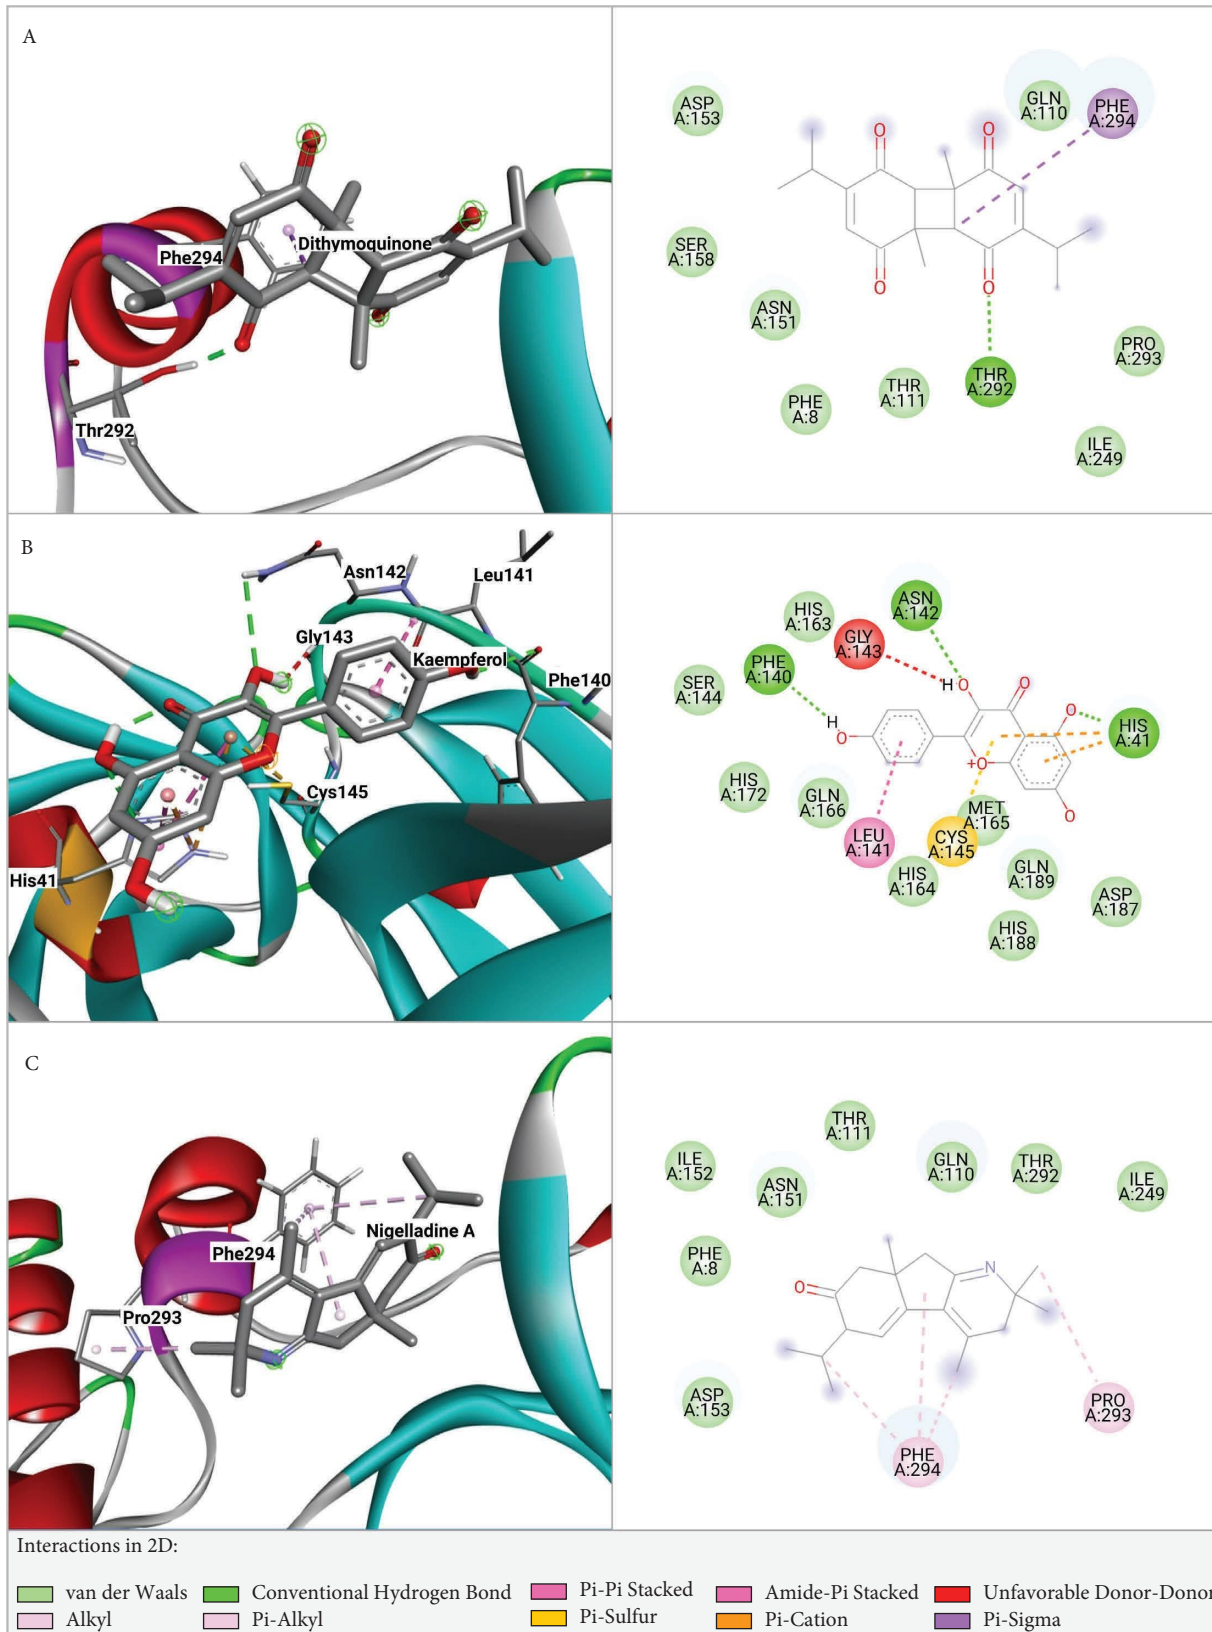 A
Phe294
Dithymoquinone
Thr292
ASP
A:153
GLN
A:110
PHE
A:294
O
O
SER
A:158
ASN
A:151
O
O
PRO
A:293
THR
A:292
THR
A:111
PHE
A:8
ILE
A:249
B
Asn142
Leu141
Gly143
Kaempferol
Phe140
Cys145
His41
HIS
A:163
ASN
A:142
GLY
A:143
PHE
A:140
SER
A:144
H
O
O
O
HIS
A:41
H
O
+O
O
HIS
A:172
GLN
A:166
MET
A:165
LEU
A:141
CYS
A:145
HIS
A:164
GLN
A:189
ASP
A:187
HIS
A:188
C
Phe294
Nigelladine A
Pro293
THR
A:111
ILE
A:152
ASN
A:151
GLN
A:110
THR
A:292
ILE
A:249
PHE
A:8
N
O
ASP
A:153
PRO
A:293
PHE
A:294
Interactions in 2D:
van der Waals Conventional Hydrogen Bond Pi-Pi Stacked Amide-Pi Stacked Unfavorable Donor-Donor
Alkyl Pi-Alkyl Pi-Sulfur Pi-Cation Pi-Sigma